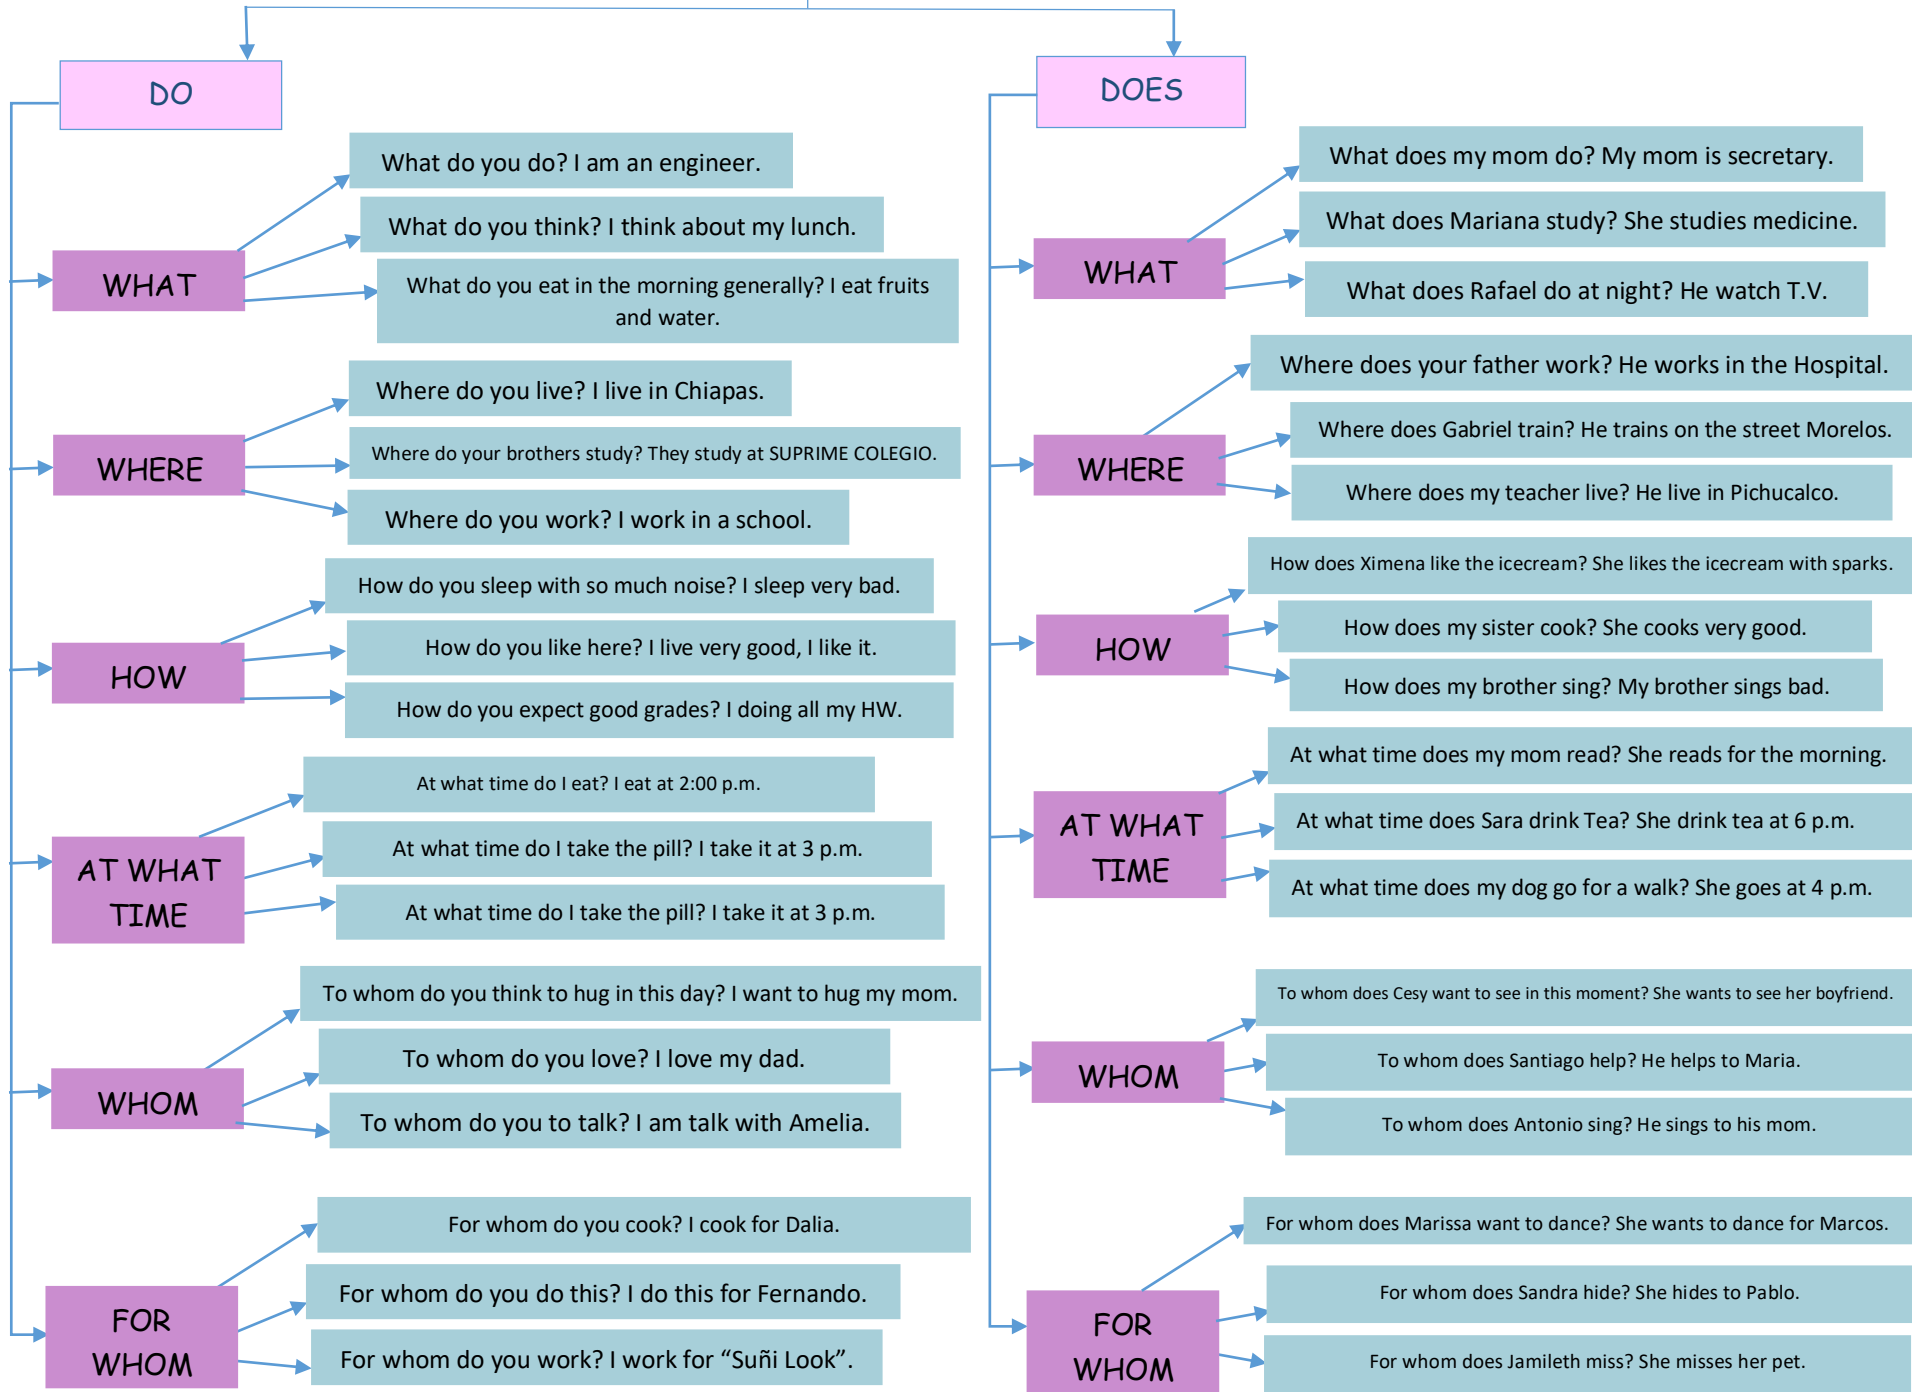 DO
WHAT
What do you do? I am an engineer.
What do you think? I think about my lunch.
What do you eat in the morning generally? I eat fruits
and water.
WHERE
Where do you live? I live in Chiapas.
Where do your brothers study? They study at SUPRIME COLEGIO.
Where do you work? I work in a school.
HOW
How do you sleep with so much noise? I sleep very bad.
How do you like here? I live very good, I like it.
How do you expect good grades? I doing all my HW.
AT WHAT
TIME
At what time do I eat? I eat at 2:00 p.m.
At what time do I take the pill? I take it at 3 p.m.
At what time do I take the pill? I take it at 3 p.m.
WHOM
To whom do you think to hug in this day? I want to hug my mom.
To whom do you love? I love my dad.
To whom do you to talk? I am talk with Amelia.
FOR
WHOM
For whom do you cook? I cook for Dalia.
For whom do you do this? I do this for Fernando.
For whom do you work? I work for “Suñi Look”.
DOES
WHAT
What does my mom do? My mom is secretary.
What does Mariana study? She studies medicine.
What does Rafael do at night? He watch T.V.
WHERE
Where does your father work? He works in the Hospital.
Where does Gabriel train? He trains on the street Morelos.
Where does my teacher live? He live in Pichucalco.
HOW
How does Ximena like the icecream? She likes the icecream with sparks.
How does my sister cook? She cooks very good.
How does my brother sing? My brother sings bad.
AT WHAT
TIME
At what time does my mom read? She reads for the morning.
At what time does Sara drink Tea? She drink tea at 6 p.m.
At what time does my dog go for a walk? She goes at 4 p.m.
WHOM
To whom does Cesy want to see in this moment? She wants to see her boyfriend.
To whom does Santiago help? He helps to Maria.
To whom does Antonio sing? He sings to his mom.
FOR
WHOM
For whom does Marissa want to dance? She wants to dance for Marcos.
For whom does Sandra hide? She hides to Pablo.
For whom does Jamileth miss? She misses her pet.